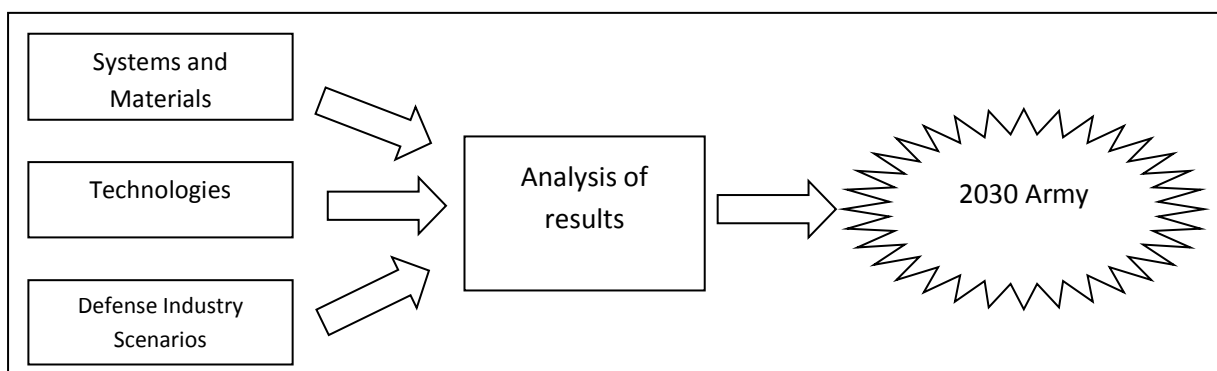 Systems and
Materials
Technologies
Defense Industry
Scenarios
Analysis of
results
2030 Army